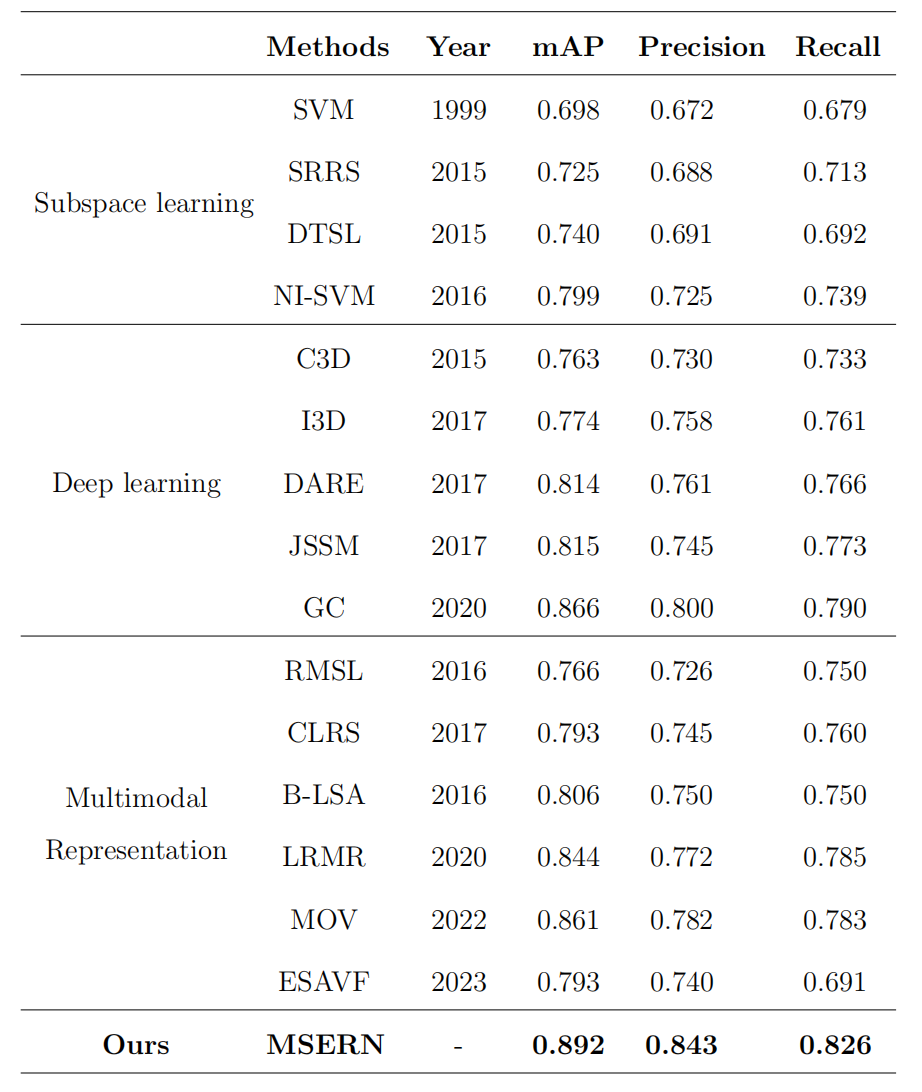 Methods Year mAP Precision Recall
SVM 1999 0.698 0.672 0.679
SRRS 2015 0.725 0.688 0.713
Subspace learning
DTSL 2015 0.740 0.691 0.692
NI-SVM 2016 0.799 0.725 0.739
C3D 2015 0.763 0.730 0.733
I3D 2017 0.774 0.758 0.761
Deep learning DARE 2017 0.814 0.761 0.766
JSSM 2017 0.815 0.745 0.773
GC 2020 0.866 0.800 0.790
RMSL 2016 0.766 0.726 0.750
CLRS 2017 0.793 0.745 0.760
Multimodal B-LSA 2016 0.806 0.750 0.750
Representation LRMR 2020 0.844 0.772 0.785
MOV 2022 0.861 0.782 0.783
ESAVF 2023 0.793 0.740 0.691
Ours MSERN - 0.892 0.843 0.826